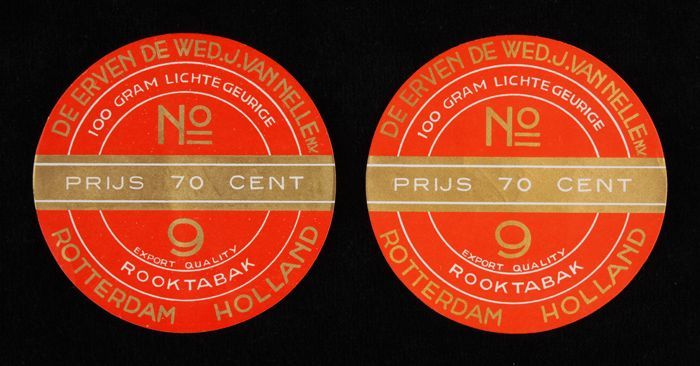 DE ERVEN DE WED. J. VAN NELLE N.V.
100 GRAM LICHTE GEURIGE
No
PRIJS 70 CENT
9
EXPORT QUALITY
ROOKTABAK
ROTTERDAM HOLLAND
DE ERVEN DE WED. J. VAN NELLE N.V.
100 GRAM LICHTE GEURIGE
No
PRIJS 70 CENT
9
EXPORT QUALITY
ROOKTABAK
ROTTERDAM HOLLAND